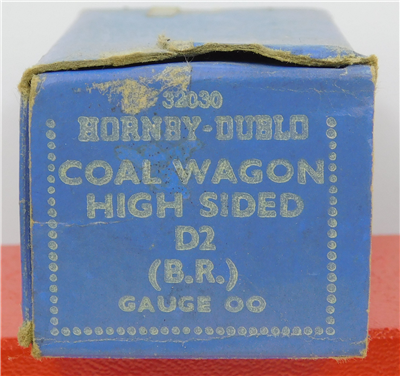 32030
HORNBY-DUBLO
COAL WAGON
HIGH SIDED
D2
(B.R.)
GAUGE OO